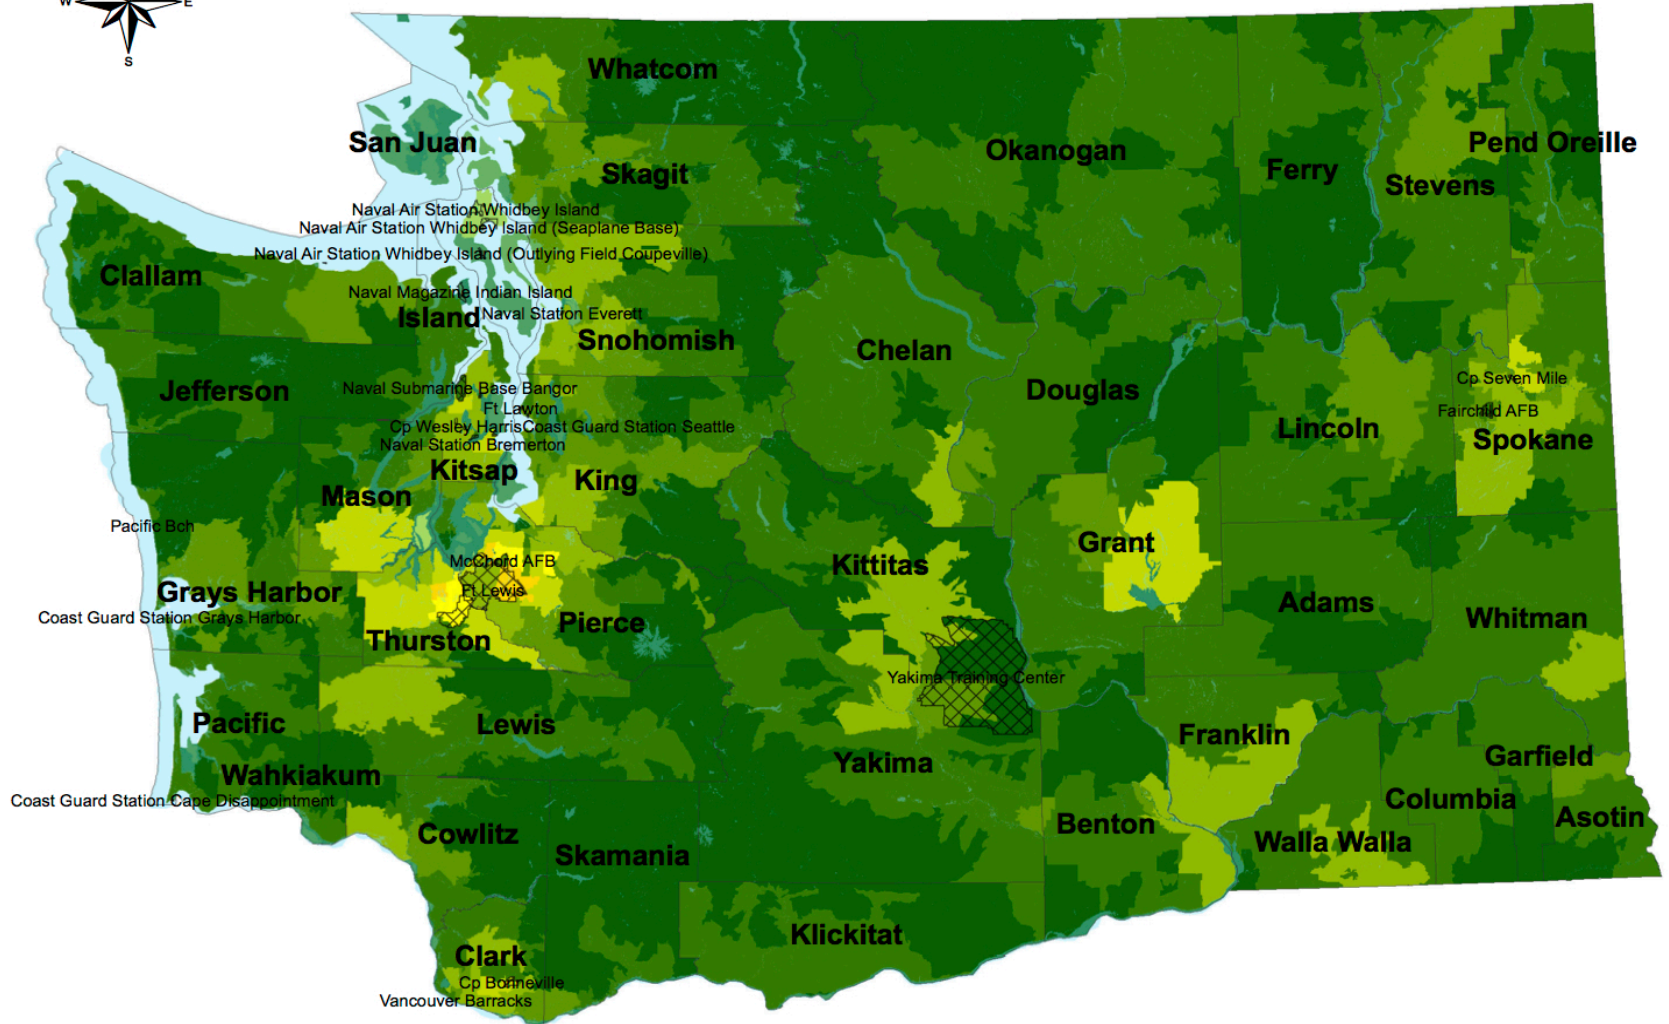 W
E
S
Whatcom
San Juan
Okanogan
Pend Oreille
Ferry
Skagit
Stevens
Naval Air Station Whidbey Island
Naval Air Station Whidbey Island (Seaplane Base)
Naval Air Station Whidbey Island (Outlying Field Coupeville)
Clallam
Naval Magazine Indian Island
Island
Naval Station Everett
Snohomish
Chelan
Cp Seven Mile
Jefferson
Naval Submarine Base Bangor
Douglas
Ft Lawton
Fairchild AFB
Cp Wesley Harris
Coast Guard Station Seattle
Lincoln
Spokane
Naval Station Bremerton
Kitsap
King
Mason
Pacific Bch
Grant
McChord AFB
Kittitas
Grays Harbor
Ft Lewis
Adams
Coast Guard Station Grays Harbor
Pierce
Whitman
Thurston
Yakima Training Center
Pacific
Lewis
Franklin
Garfield
Yakima
Wahkiakum
Coast Guard Station Cape Disappointment
Columbia
Asotin
Cowlitz
Benton
Walla Walla
Skamania
Klickitat
Clark
Cp Bonneville
Vancouver Barracks